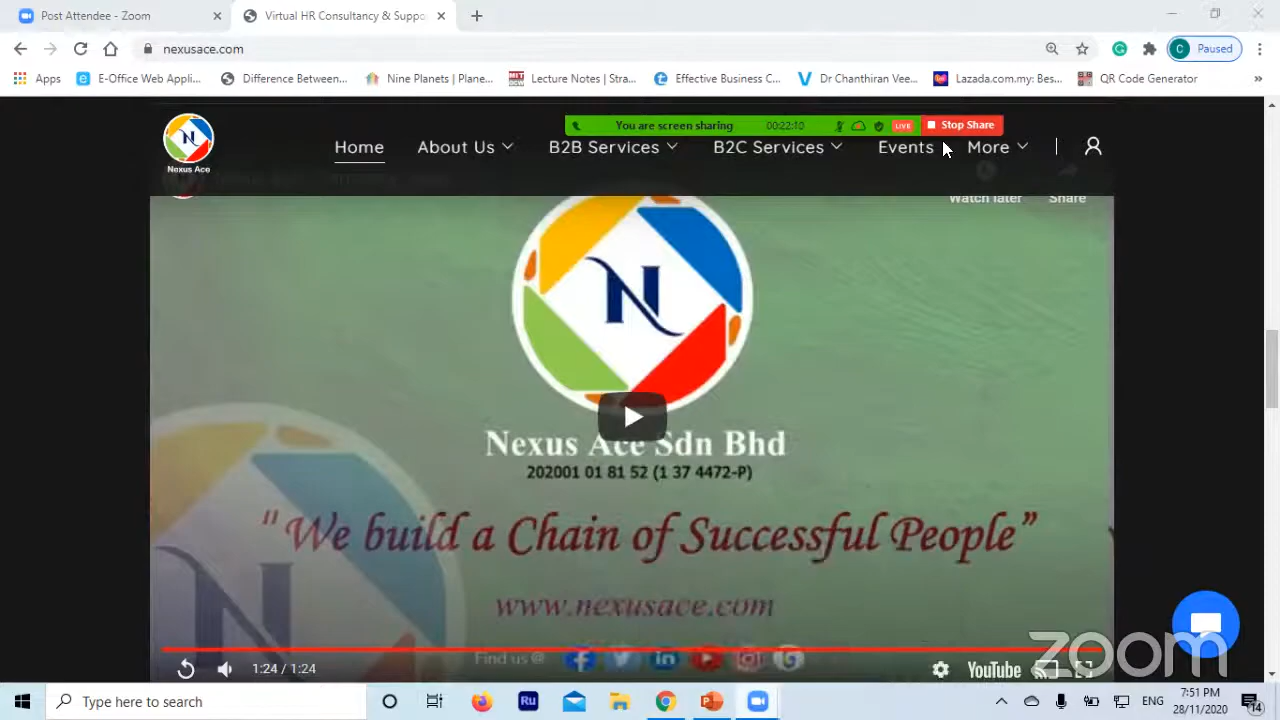 Post Attendee - Zoom
Virtual HR Consultancy & Suppo
nexusace.com
C Paused
Apps
E-Office Web Appli...
Difference Between...
Nine Planets | Plane...
Lecture Notes | Stra...
Effective Business C...
Dr Chanthiran Vee...
Lazada.com.my: Bes...
QR Code Generator
You are screen sharing 00:22:10 LIVE Stop Share
N
Nexus Ace
Home About Us B2B Services B2C Services Events More
Watch later Share
N
Nexus Ace Sdn Bhd
202001 01 81 52 (1 37 4472-P)
"We build a Chain of Successful People"
www.nexusace.com
Find us @
1:24 / 1:24
YouTube
zoom
Type here to search
Ru
ENG
7:51 PM
28/11/2020
14